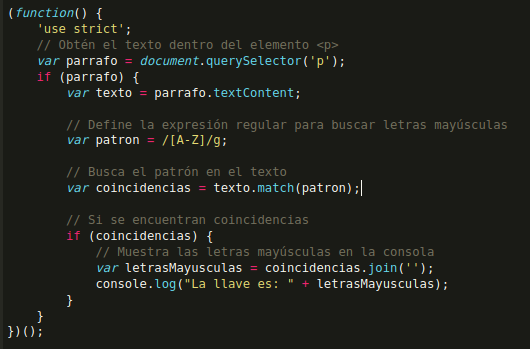 (function() {
    'use strict';
    // Obtén el texto dentro del elemento <p>
    var parrafo = document.querySelector('p');
    if (parrafo) {
        var texto = parrafo.textContent;

        // Define la expresión regular para buscar letras mayúsculas
        var patron = /[A-Z]/g;

        // Busca el patrón en el texto
        var coincidencias = texto.match(patron);

        // Si se encuentran coincidencias
        if (coincidencias) {
            // Muestra las letras mayúsculas en la consola
            var letrasMayusculas = coincidencias.join('');
            console.log("La llave es: " + letrasMayusculas);
        }
    }
})();